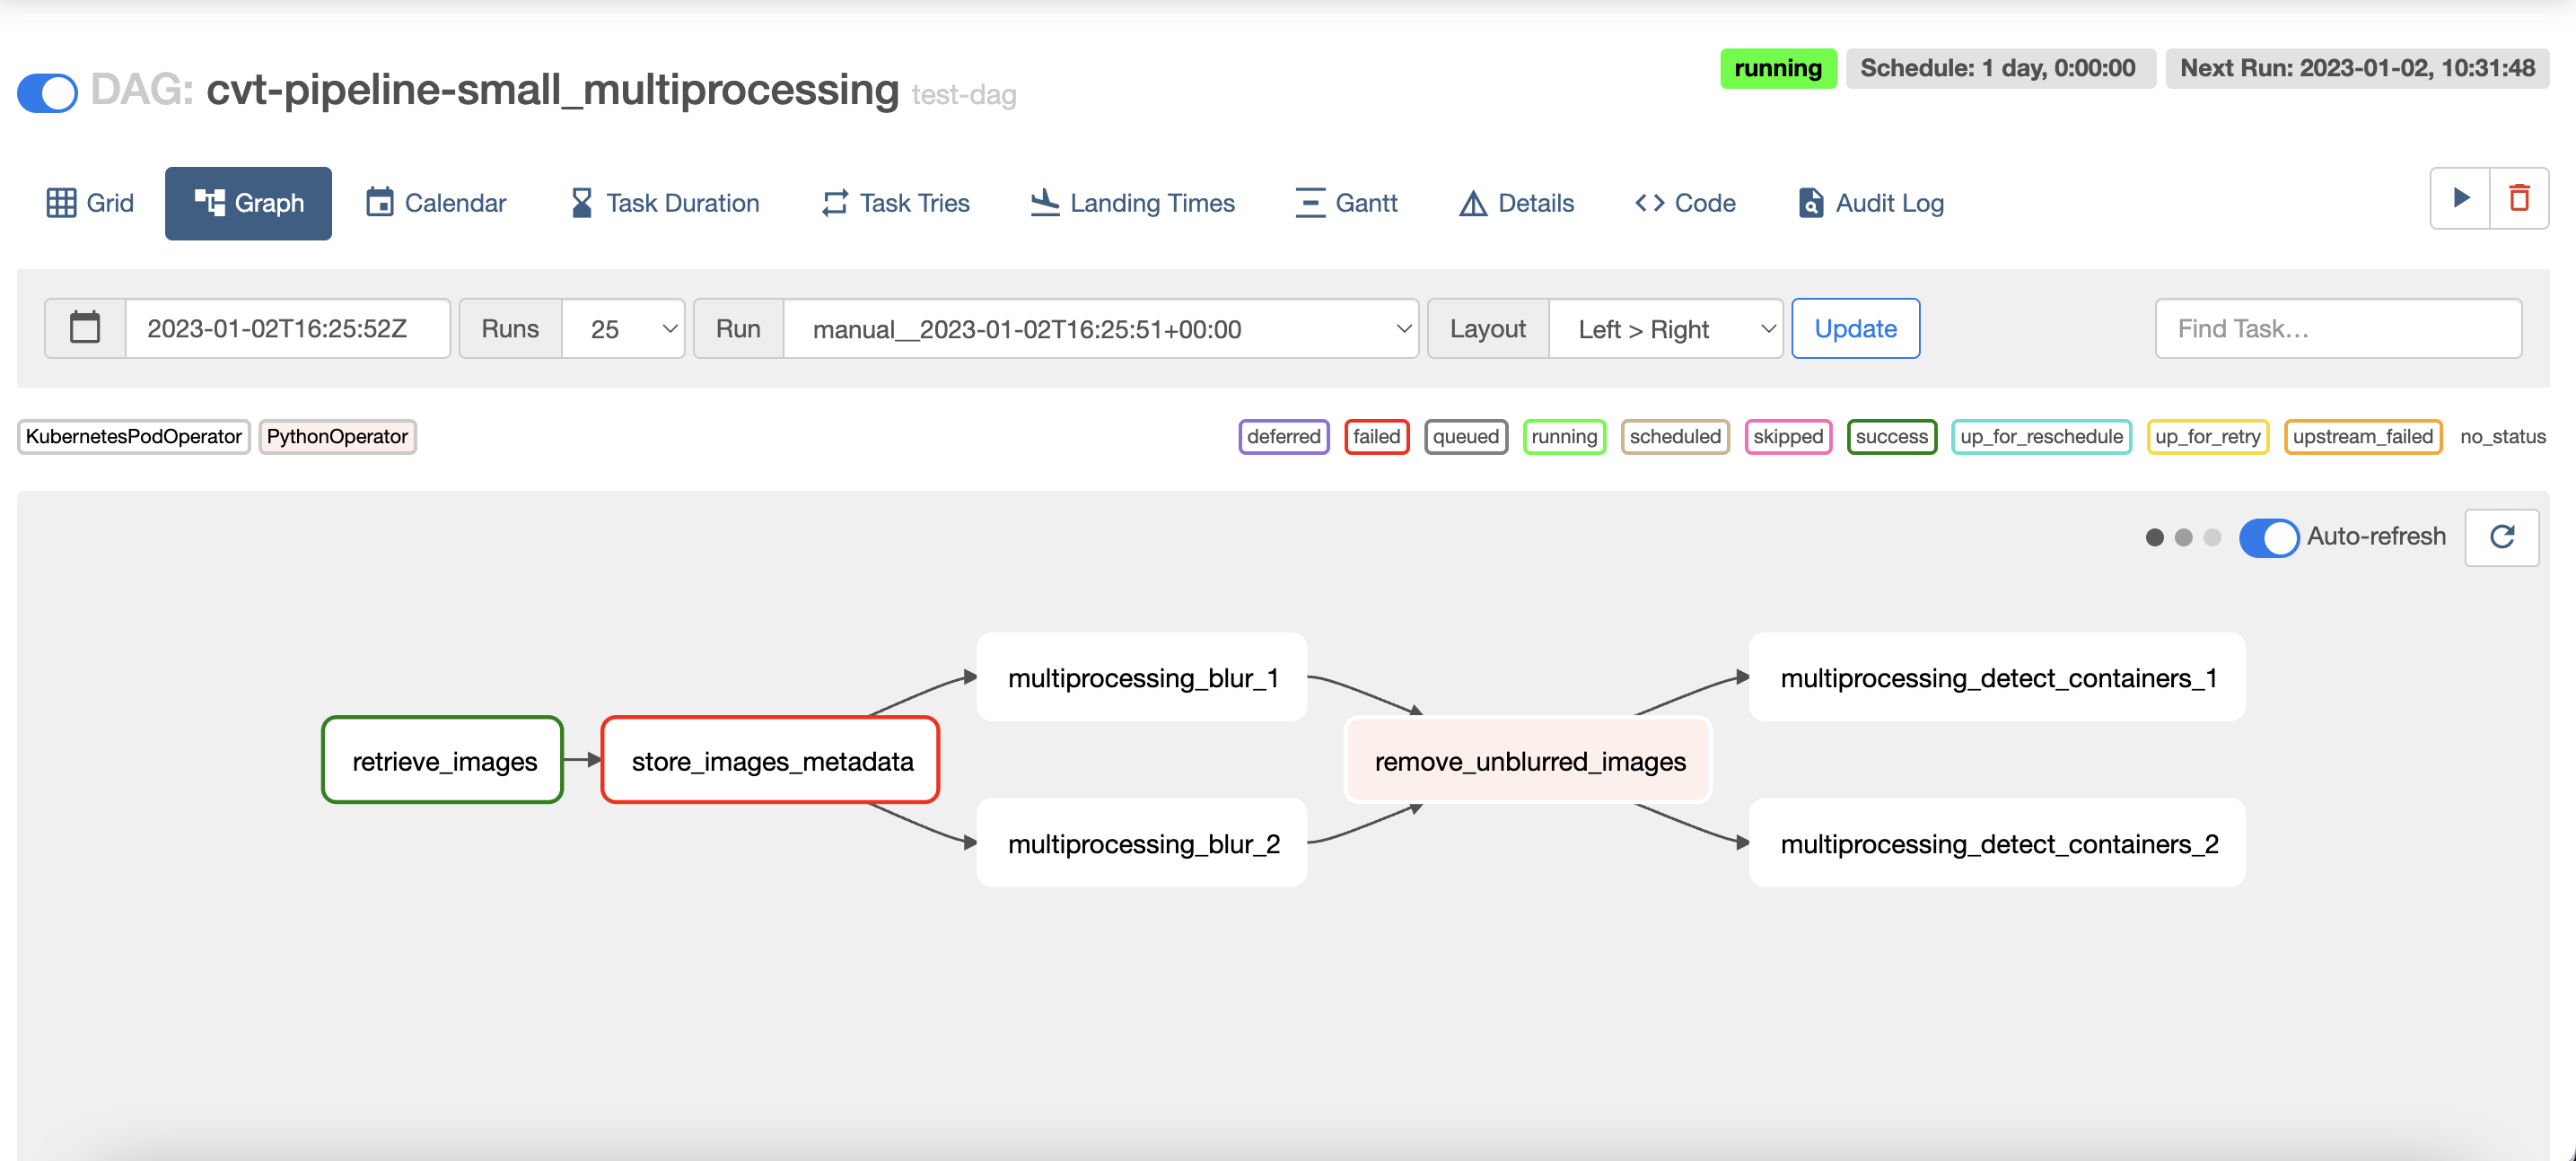 running Schedule: 1 day, 0:00:00 Next Run: 2023-01-02, 10:31:48
DAG: cvt-pipeline-small_multiprocessing test-dag
Grid Graph Calendar Task Duration Task Tries Landing Times Gantt Details Code Audit Log
2023-01-02T16:25:52Z Runs 25 Run manual__2023-01-02T16:25:51+00:00 Layout Left > Right Update Find Task...
KubernetesPodOperator PythonOperator deferred failed queued running scheduled skipped success up_for_reschedule up_for_retry upstream_failed no_status
Auto-refresh
multiprocessing_blur_1 multiprocessing_detect_containers_1
retrieve_images store_images_metadata remove_unblurred_images
multiprocessing_blur_2 multiprocessing_detect_containers_2